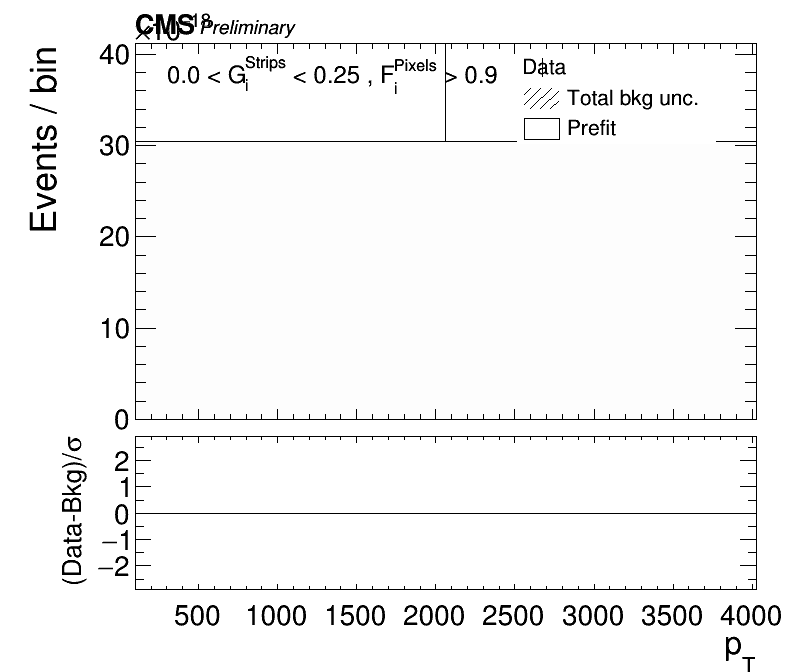 CMS Preliminary
×10^18
0.0 < G_i^Strips < 0.25 , F_i^Pixels > 0.9
Data
Total bkg unc.
Prefit
Events / bin
40
30
20
10
0
(Data-Bkg)/σ
2
1
0
−1
−2
500 1000 1500 2000 2500 3000 3500 4000
p_T